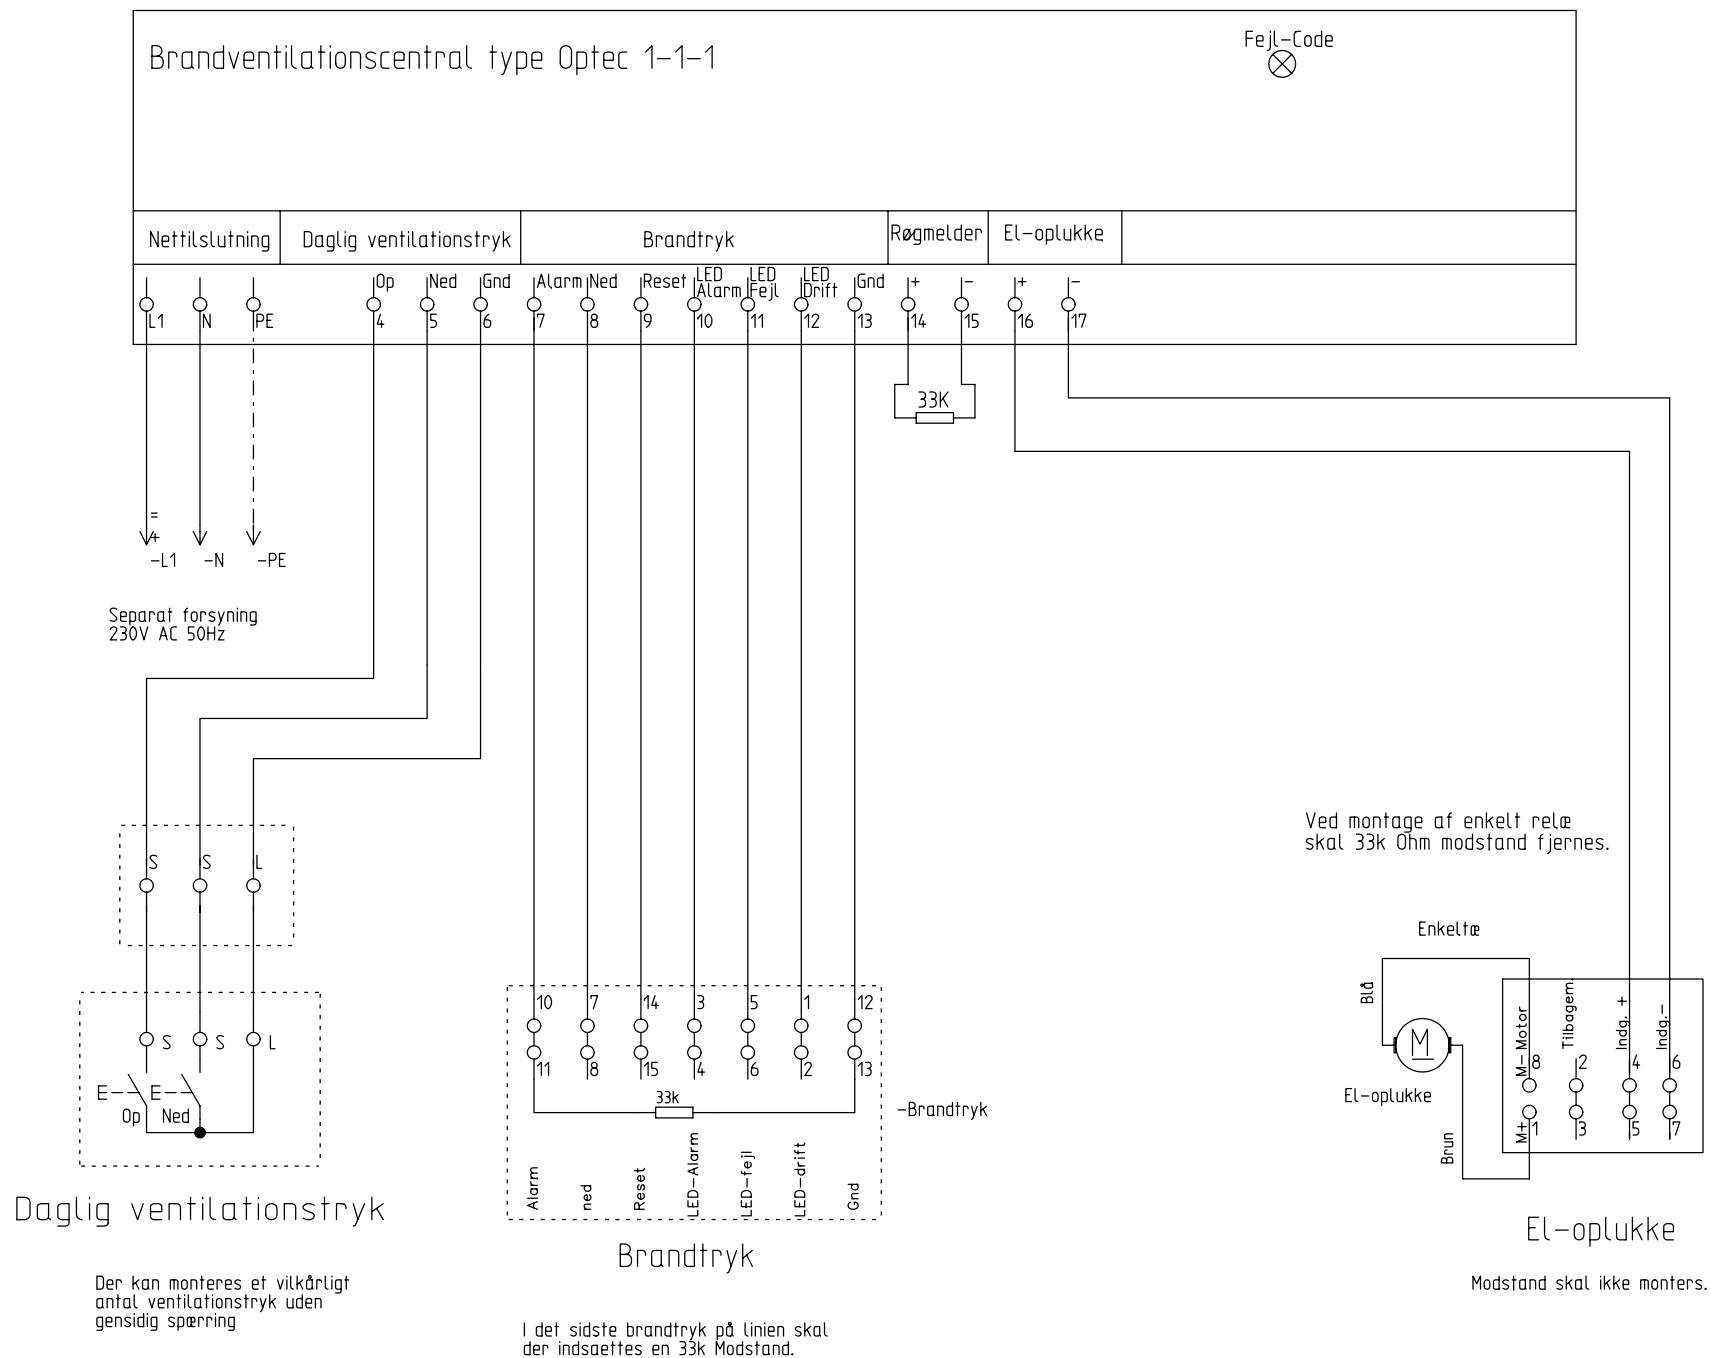 Brandventilationscentral type Optec 1-1-1
Fejl-Code
Nettilslutning
Daglig ventilationstryk
Brandtryk
Røgmelder
El-oplukke
Op
Ned
Gnd
Alarm
Ned
Reset
LED
Alarm
LED
Fejl
LED
Drift
Gnd
+
-
+
-
L1
N
PE
4
5
6
7
8
9
10
11
12
13
14
15
16
17
33K
=
+
-L1
-N
-PE
Separat forsyning
230V AC 50Hz
S
S
L
S
S
L
Op
Ned
Daglig ventilationstryk
Der kan monteres et vilkårligt
antal ventilationstryk uden
gensidig spærring
10
7
14
3
5
1
12
11
8
15
4
6
2
13
33k
-Brandtryk
Alarm
ned
Reset
LED-Alarm
LED-fejl
LED-drift
Gnd
Brandtryk
I det sidste brandtryk på linien skal
der indsaettes en 33k Modstand.
Ved montage af enkelt relæ
skal 33k Ohm modstand fjernes.
Enkeltæ
Blå
M
El-oplukke
Brun
M- Motor
Tilbagem.
Indg. +
Indg.-
8
2
4
6
M+
1
3
5
7
El-oplukke
Modstand skal ikke monters.